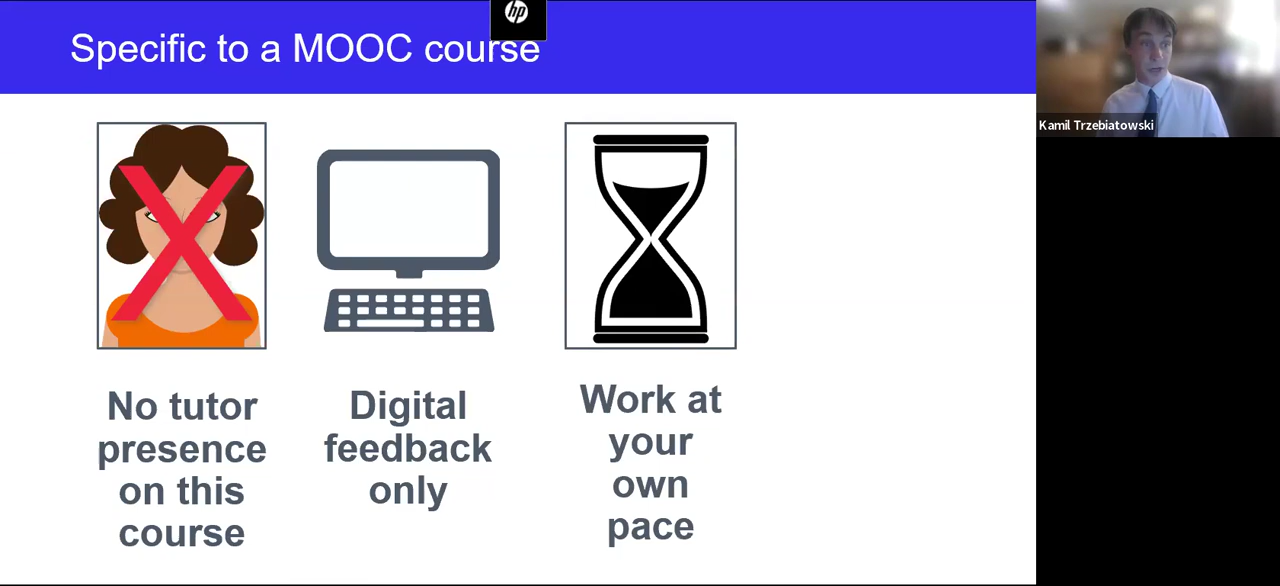 hp
Specific to a MOOC course
Kamil Trzebiatowski
No tutor
presence
on this
course
Digital
feedback
only
Work at
your
own
pace